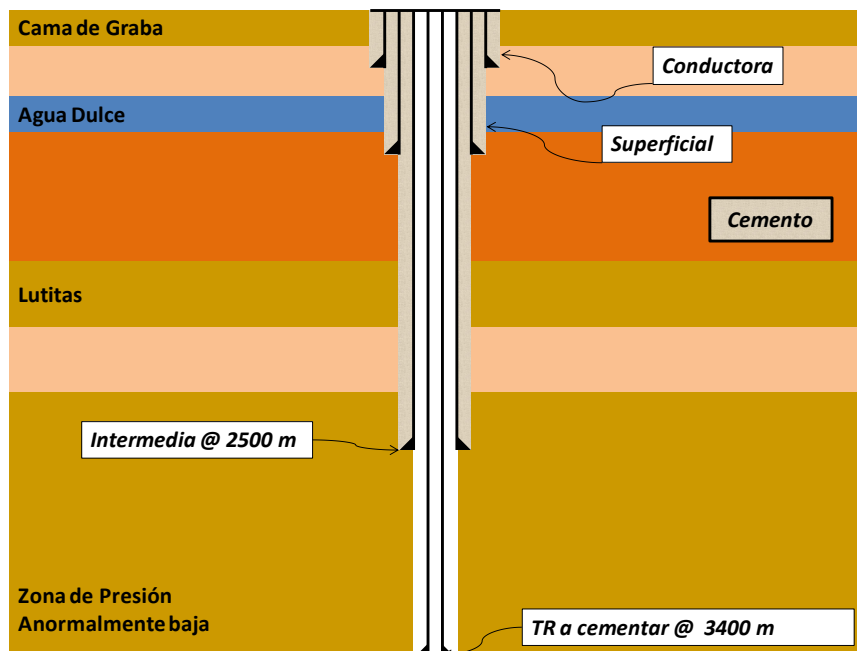 Cama de Graba
Conductora
Agua Dulce
Superficial
Cemento
Lutitas
Intermedia @ 2500 m
Zona de Presión
Anormalmente baja
TR a cementar @ 3400 m